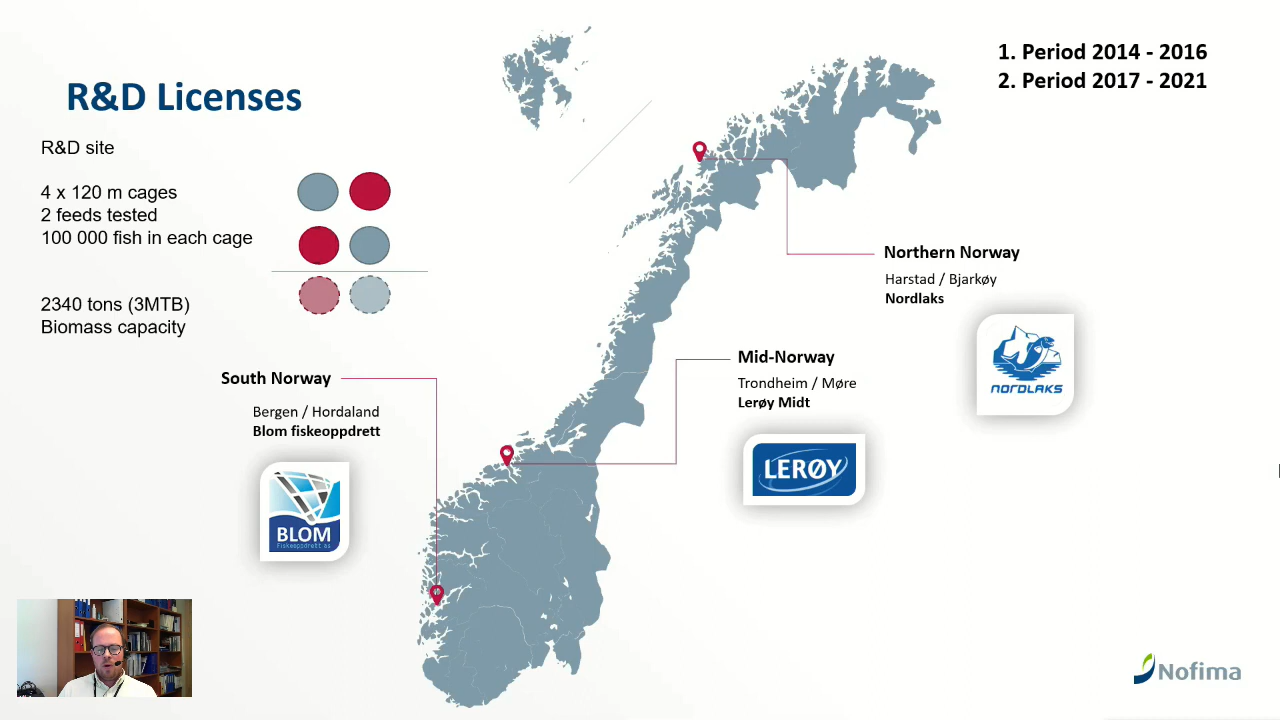 R&D Licenses
1. Period 2014 - 2016
2. Period 2017 - 2021
R&D site
4 x 120 m cages
2 feeds tested
100 000 fish in each cage
2340 tons (3MTB)
Biomass capacity
Northern Norway
Harstad / Bjarkøy
Nordlaks
NORDLAKS
Mid-Norway
Trondheim / Møre
Lerøy Midt
LERØY
South Norway
Bergen / Hordaland
Blom fiskeoppdrett
BLOM
Fiskeoppdrett as
Nofima